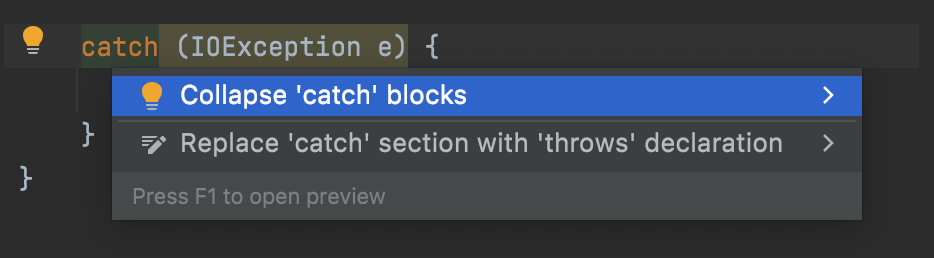 catch (IOException e) {
Collapse 'catch' blocks
}
Replace 'catch' section with 'throws' declaration
}
Press F1 to open preview